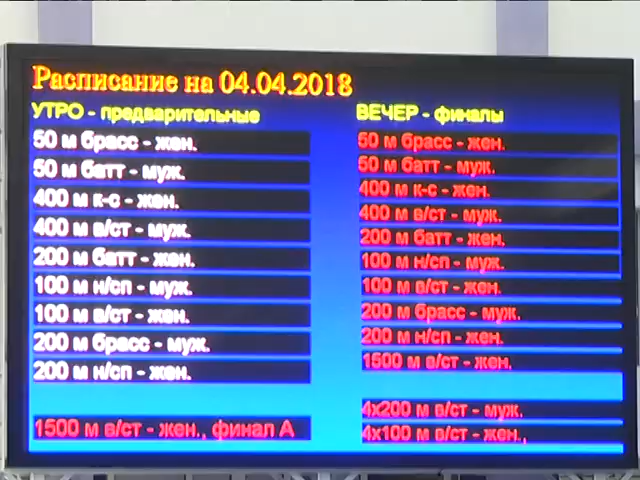 Расписание на 04.04.2018
УТРО - предварительные
50 м брасс - жен.
50 м батт - муж.
400 м к-с - жен.
400 м в/ст - муж.
200 м батт - жен.
100 м н/сп - муж.
100 м в/ст - жен.
200 м брасс - муж.
200 м н/сп - жен.
1500 м в/ст - жен., финал А
ВЕЧЕР - финалы
50 м брасс - жен.
50 м батт - муж.
400 м к-с - жен.
400 м в/ст - муж.
200 м батт - жен.
100 м н/сп - муж.
100 м в/ст - жен.
200 м брасс - муж.
200 м н/сп - жен.
1500 м в/ст - жен.
4x200 м в/ст - муж.
4x100 м в/ст - жен.,